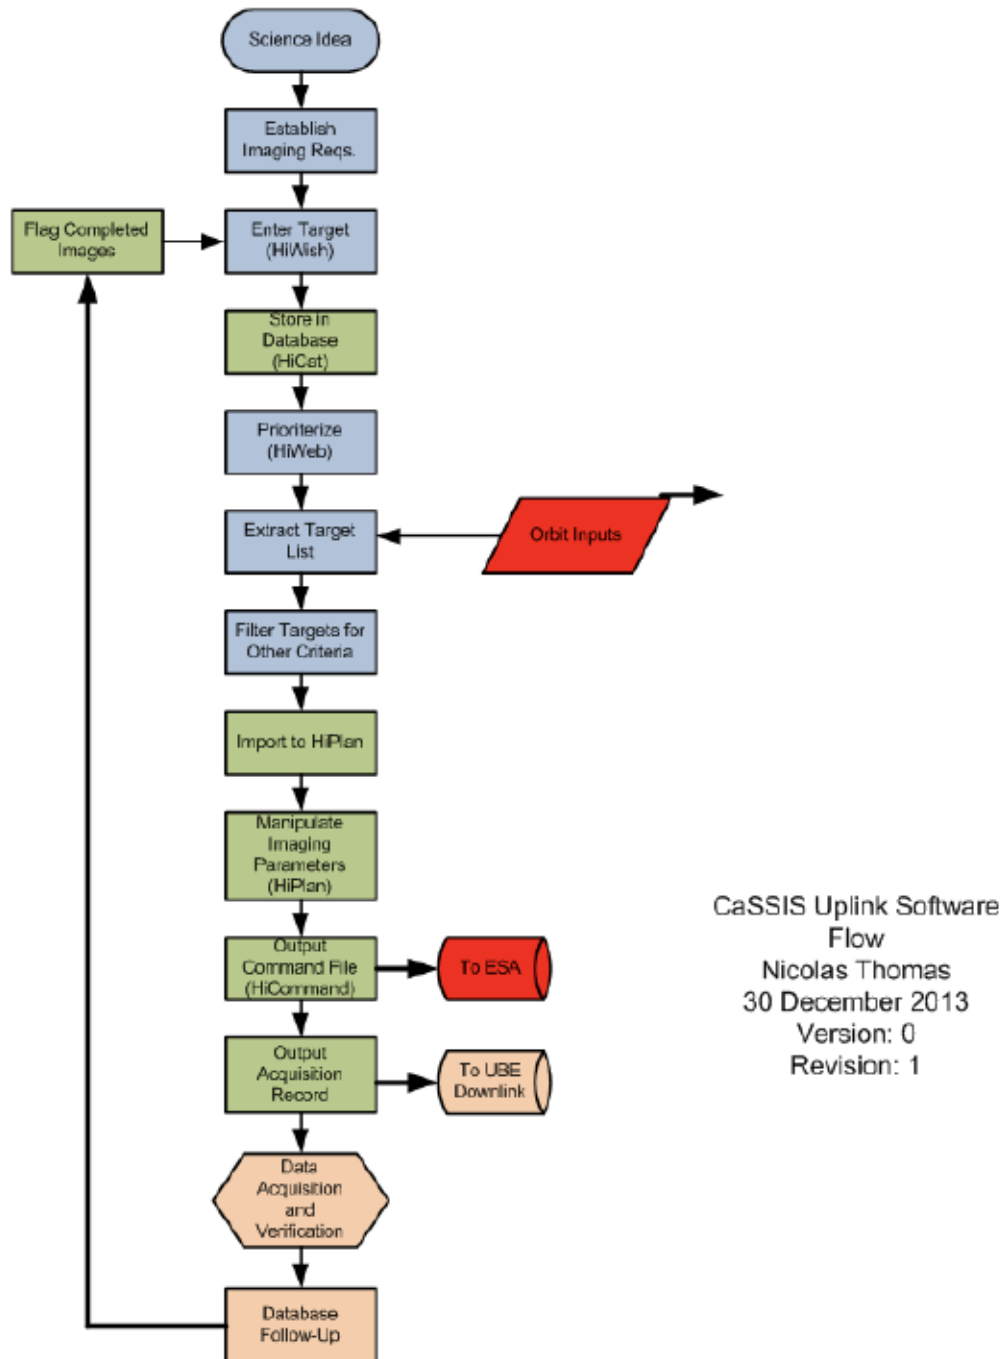 Science Idea
Establish
Imaging Reqs.
Flag Completed
Images
Enter Target
(HiWish)
Store in
Database
(HiCat)
Prioriterize
(HiWeb)
Extract Target
List
Orbit Inputs
Filter Targets for
Other Criteria
Import to HiPlan
Manipulate
Imaging
Parameters
(HiPlan)
Output
Command File
(HiCommand)
To ESA
Output
Acquisition
Record
To UBE
Downlink
Data
Acquisition
and
Verification
Database
Follow-Up
CaSSIS Uplink Software
Flow
Nicolas Thomas
30 December 2013
Version: 0
Revision: 1